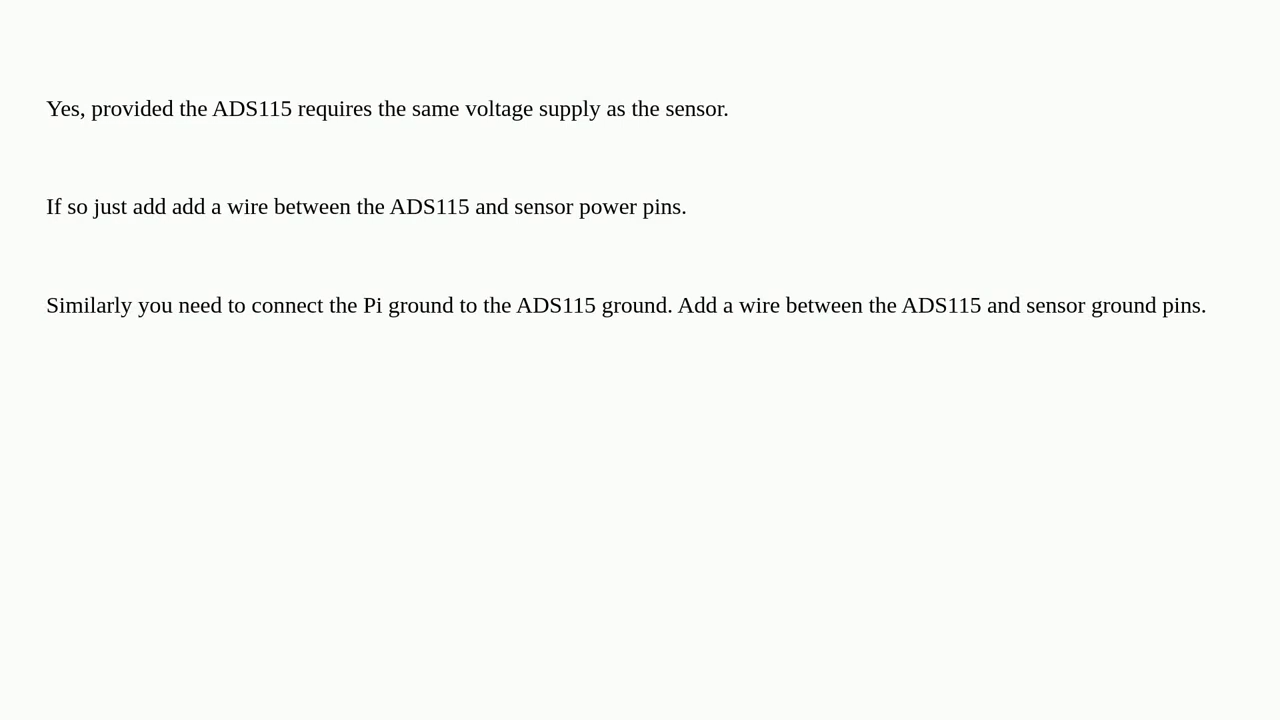 Yes, provided the ADS115 requires the same voltage supply as the sensor.
If so just add add a wire between the ADS115 and sensor power pins.
Similarly you need to connect the Pi ground to the ADS115 ground. Add a wire between the ADS115 and sensor ground pins.